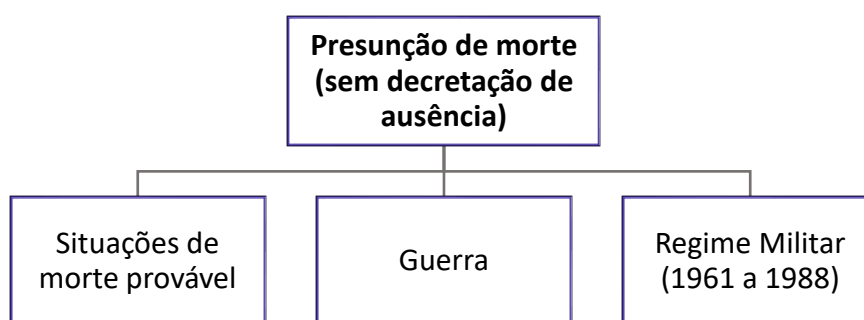 Presunção de morte
(sem decretação de
ausência)
Situações de
morte provável
Guerra
Regime Militar
(1961 a 1988)